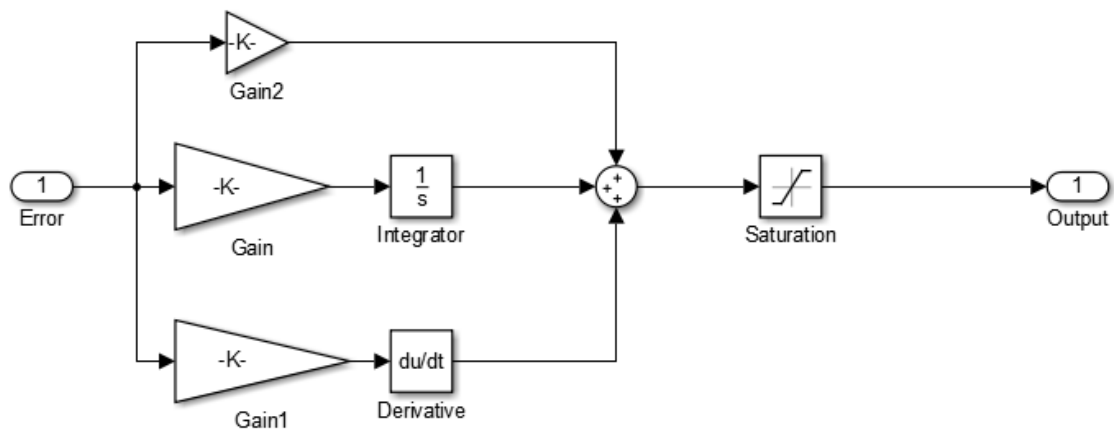 -K-
Gain2
1
Error
-K-
Gain
1
s
Integrator
+
+
+
Saturation
1
Output
-K-
Gain1
du/dt
Derivative